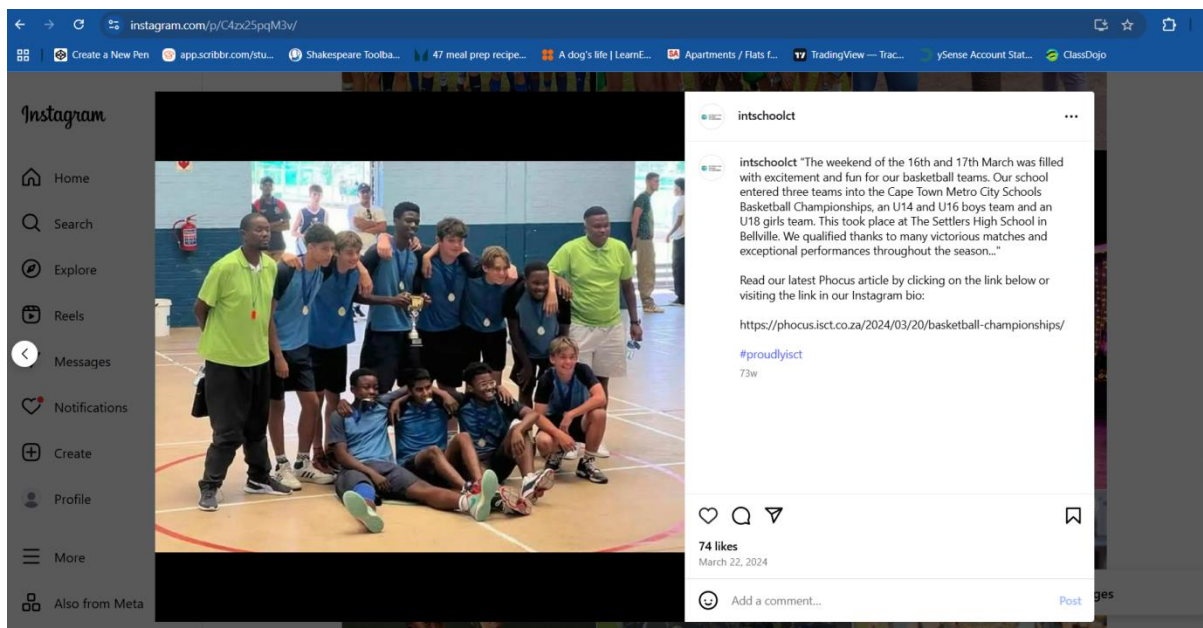 instagram.com/p/C4zx25pqM3v/
Create a New Pen
app.scribbr.com/stu...
Shakespeare Toolba...
47 meal prep recipe...
A dog's life | LearnE...
SA
Apartments / Flats f...
TradingView — Trac...
ySense Account Stat...
ClassDojo
Instagram
Home
Search
Explore
Reels
Messages
Notifications
Create
Profile
More
Also from Meta
intschoolct
intschoolct "The weekend of the 16th and 17th March was filled
with excitement and fun for our basketball teams. Our school
entered three teams into the Cape Town Metro City Schools
Basketball Championships, an U14 and U16 boys team and an
U18 girls team. This took place at The Settlers High School in
Bellville. We qualified thanks to many victorious matches and
exceptional performances throughout the season..."
Read our latest Phocus article by clicking on the link below or
visiting the link in our Instagram bio:
https://phocus.isct.co.za/2024/03/20/basketball-championships/
#proudlyisct
73w
74 likes
March 22, 2024
Add a comment...
Post
ges